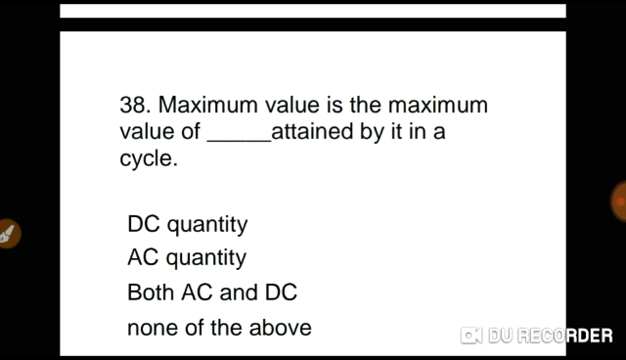 38. Maximum value is the maximum
value of _____attained by it in a
cycle.
DC quantity
AC quantity
Both AC and DC
none of the above
DU RECORDER